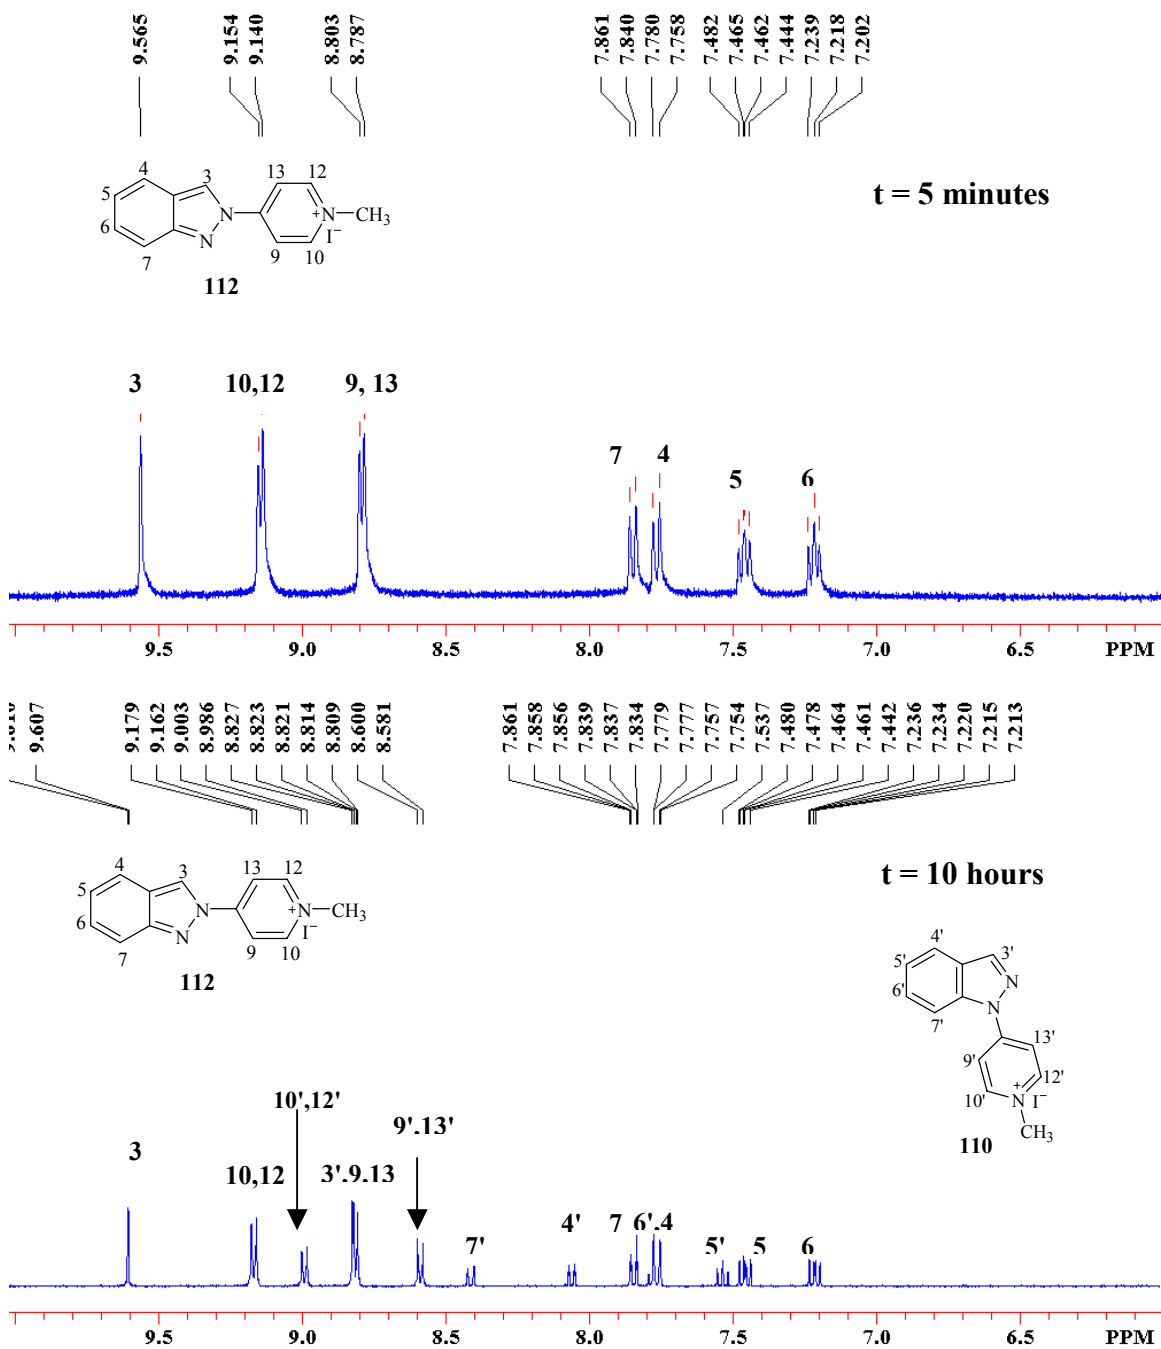 9.565 9.154 9.140 8.803 8.787 7.861 7.840 7.780 7.758 7.482 7.465 7.462 7.444 7.239 7.218 7.202
t = 5 minutes
4 3 13 12
5 N N + CH3
6 N I−
7 9 10
112
3 10,12 9, 13 7 4 5 6
9.5 9.0 8.5 8.0 7.5 7.0 6.5 PPM
9.607 9.179 9.162 9.003 8.986 8.827 8.823 8.821 8.814 8.809 8.600 8.581 7.861 7.858 7.856 7.839 7.837 7.834 7.779 7.777 7.757 7.754 7.537 7.480 7.478 7.464 7.461 7.442 7.236 7.234 7.220 7.215 7.213
t = 10 hours
4 3 13 12
5 N N + CH3
6 N I−
7 9 10
112
4' 3'
5' N
6' N
7' 13'
9' 12'
10' N + I−
CH3
110
10',12' 9',13'
3 10,12 3',9,13 7' 4' 7 6',4 5' 5 6
9.5 9.0 8.5 8.0 7.5 7.0 6.5 PPM